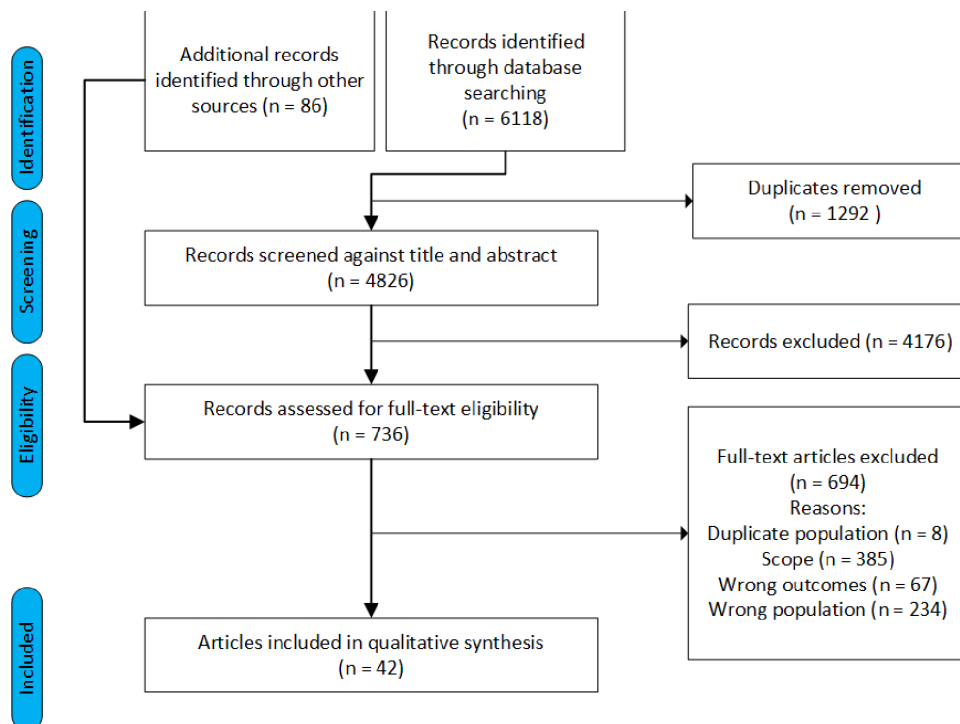 Identification
Additional records
identified through other
sources (n = 86)
Records identified
through database
searching
(n = 6118)
Duplicates removed
(n = 1292 )
Screening
Records screened against title and abstract
(n = 4826)
Records excluded (n = 4176)
Eligibility
Records assessed for full-text eligibility
(n = 736)
Full-text articles excluded
(n = 694)
Reasons:
Duplicate population (n = 8)
Scope (n = 385)
Wrong outcomes (n = 67)
Wrong population (n = 234)
Included
Articles included in qualitative synthesis
(n = 42)